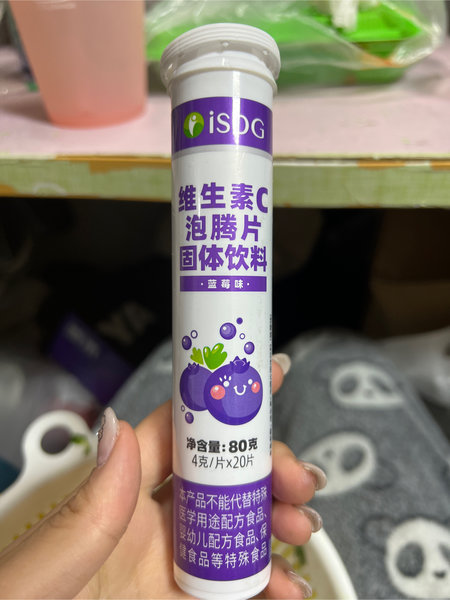 iSDG
维生素C
泡腾片
固体饮料
·蓝莓味·
净含量:80克
4克/片x20片
本产品不能代替特殊
医学用途配方食品、
婴幼儿配方食品、保
健食品等特殊食品